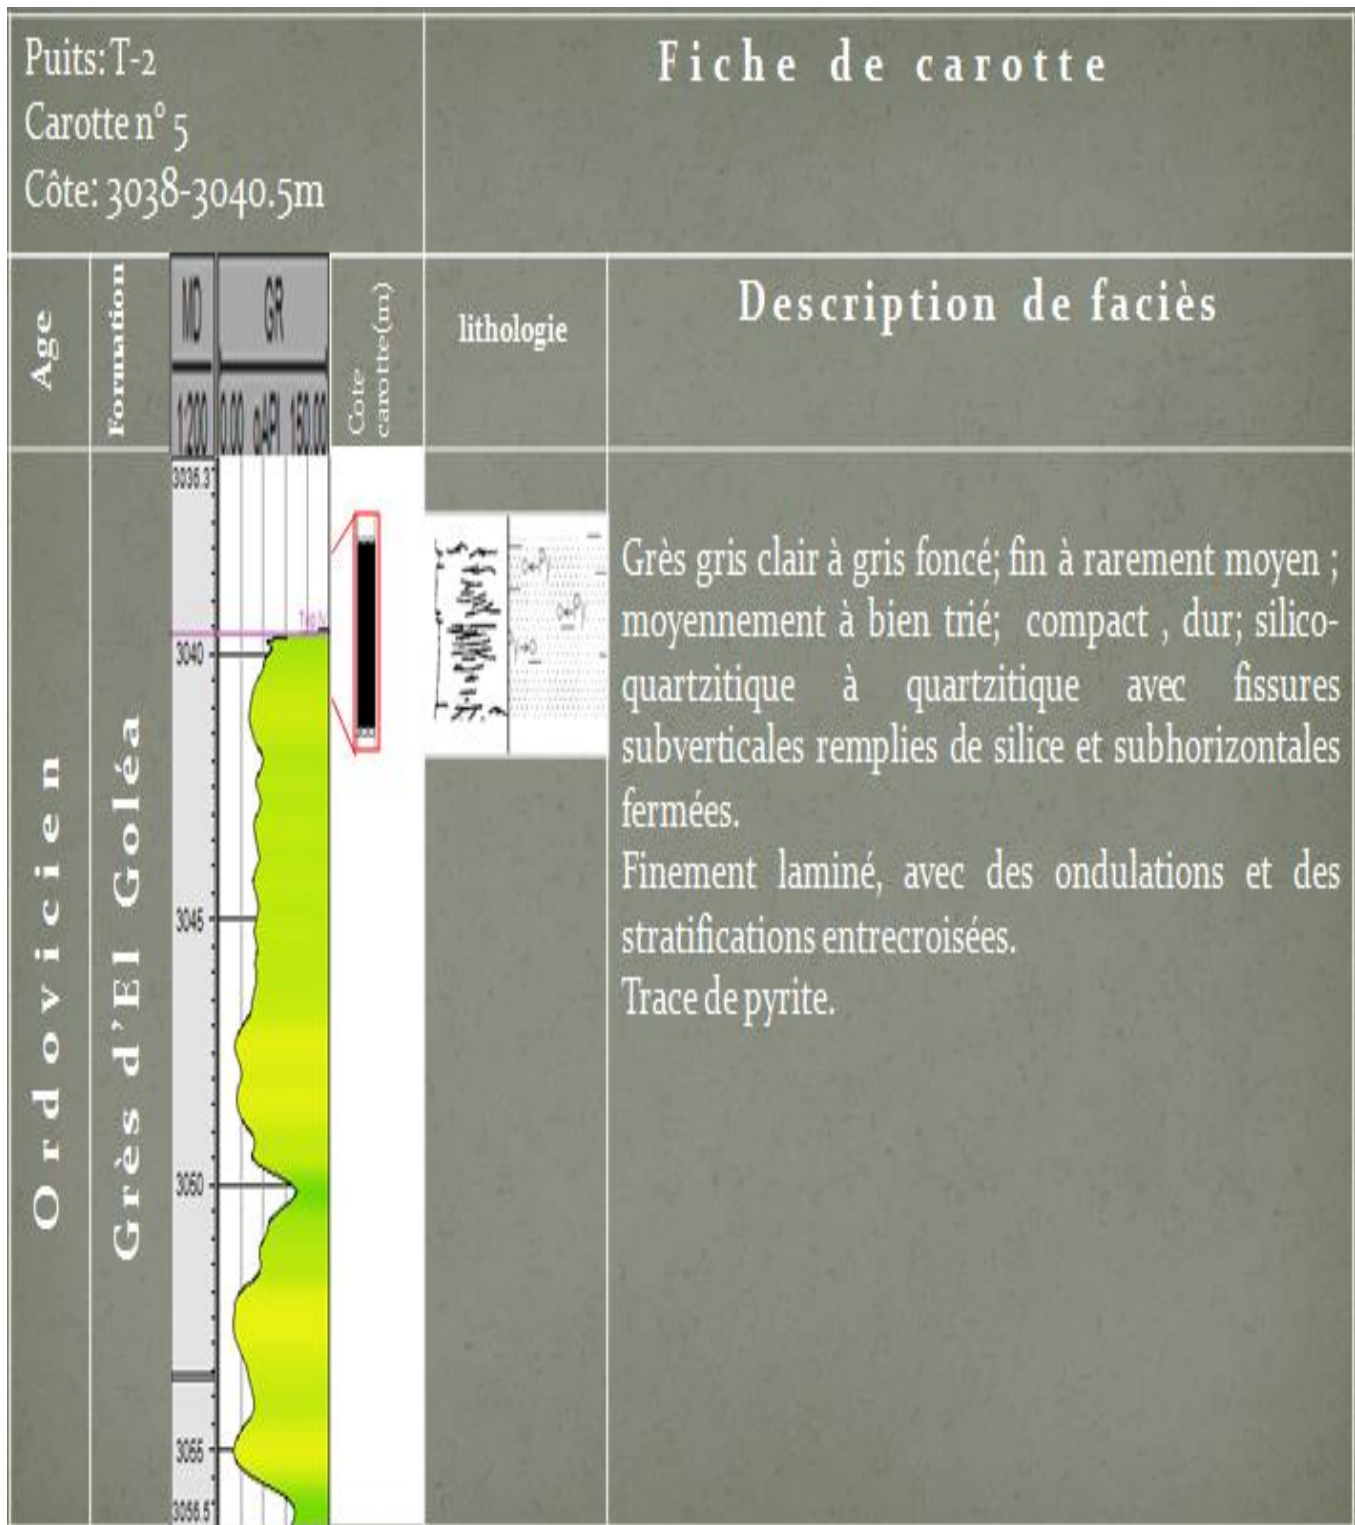 Puits: T-2
Carotte n° 5
Côte: 3038-3040.5m
Fiche de carotte
Age
Formation
MD
1:200
GR
0.00 gAPI 150.00
Cote
carotte(m)
lithologie
Description de faciès
Ordovicien
Grès d'El Goléa
3036.3
3040
3045
3050
3055
3056.5
Grès gris clair à gris foncé; fin à rarement moyen ;
moyennement à bien trié; compact , dur; silico-
quartzitique à quartzitique avec fissures
subverticales remplies de silice et subhorizontales
fermées.
Finement laminé, avec des ondulations et des
stratifications entrecroisées.
Trace de pyrite.